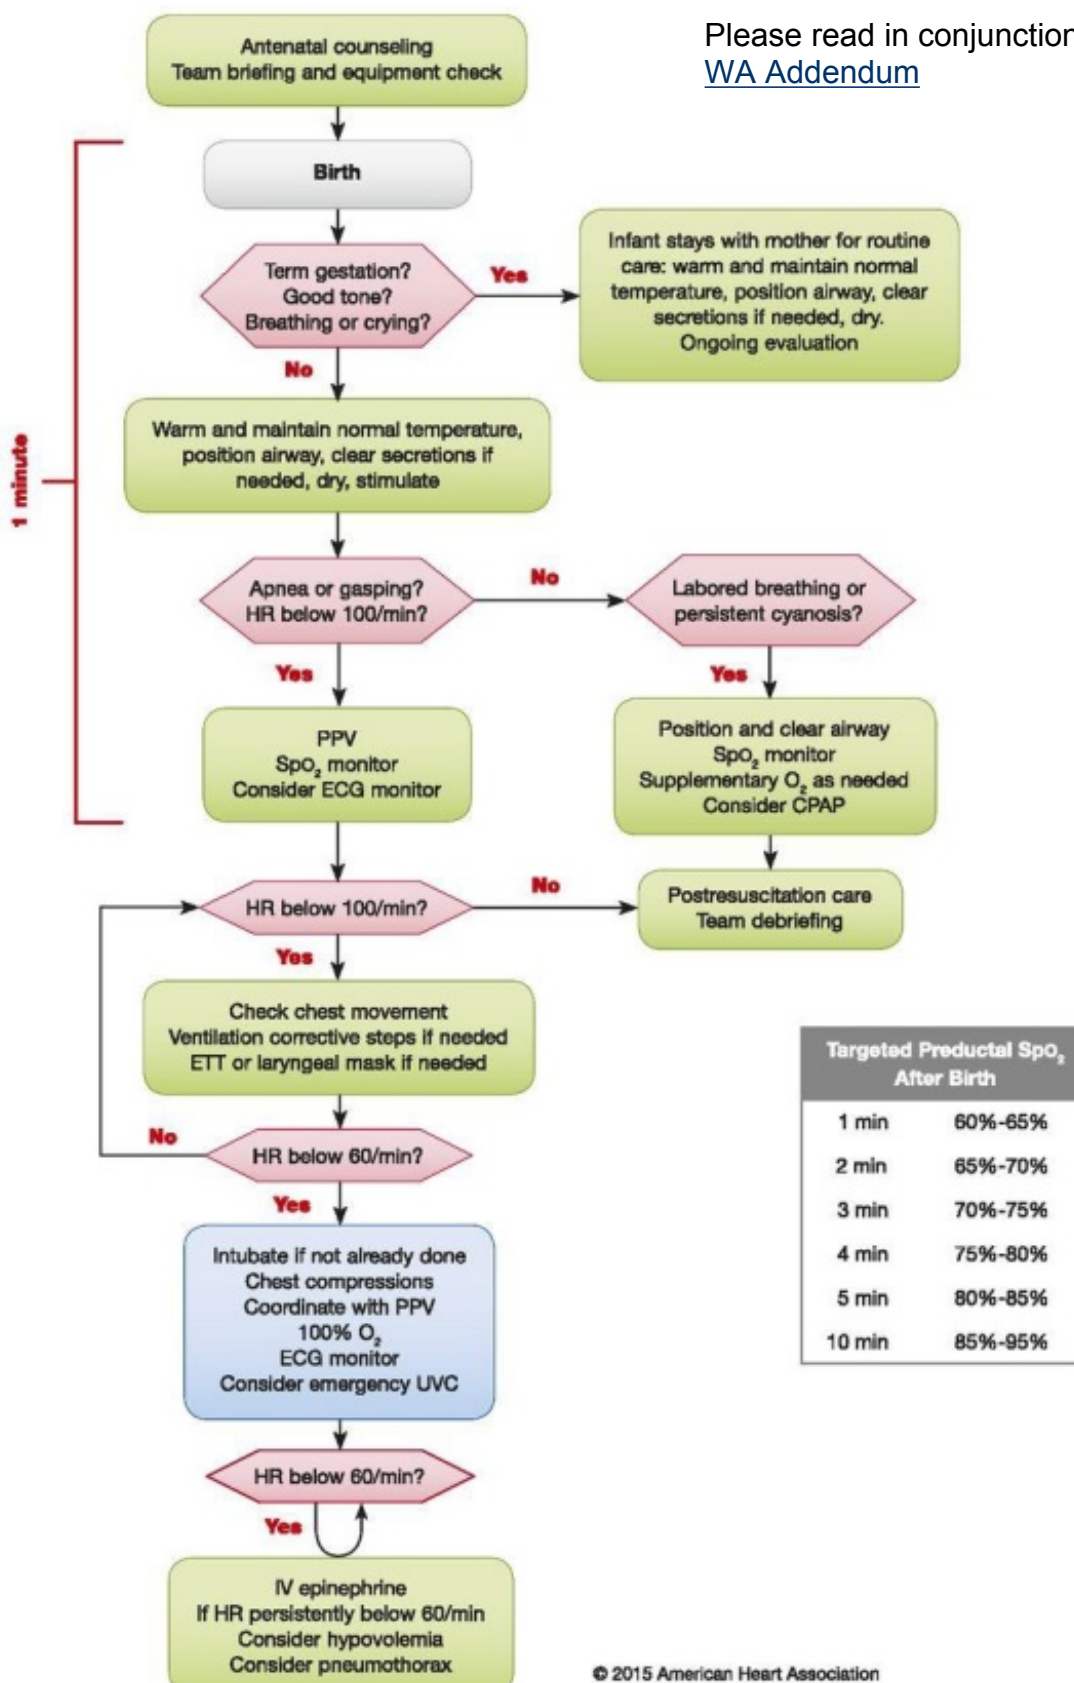 Please read in conjunction
WA Addendum
Antenatal counseling
Team briefing and equipment check
Birth
Term gestation?
Good tone?
Breathing or crying?
Yes
Infant stays with mother for routine
care: warm and maintain normal
temperature, position airway, clear
secretions if needed, dry.
Ongoing evaluation
No
1 minute
Warm and maintain normal temperature,
position airway, clear secretions if
needed, dry, stimulate
Apnea or gasping?
HR below 100/min?
No
Labored breathing or
persistent cyanosis?
Yes
Yes
PPV
SpO₂ monitor
Consider ECG monitor
Position and clear airway
SpO₂ monitor
Supplementary O₂ as needed
Consider CPAP
HR below 100/min?
No
Postresuscitation care
Team debriefing
Yes
Check chest movement
Ventilation corrective steps if needed
ETT or laryngeal mask if needed
No
HR below 60/min?
Yes
Intubate if not already done
Chest compressions
Coordinate with PPV
100% O₂
ECG monitor
Consider emergency UVC
HR below 60/min?
Yes
IV epinephrine
If HR persistently below 60/min
Consider hypovolemia
Consider pneumothorax
Targeted Preductal SpO₂
After Birth
1 min 60%-65%
2 min 65%-70%
3 min 70%-75%
4 min 75%-80%
5 min 80%-85%
10 min 85%-95%
© 2015 American Heart Association